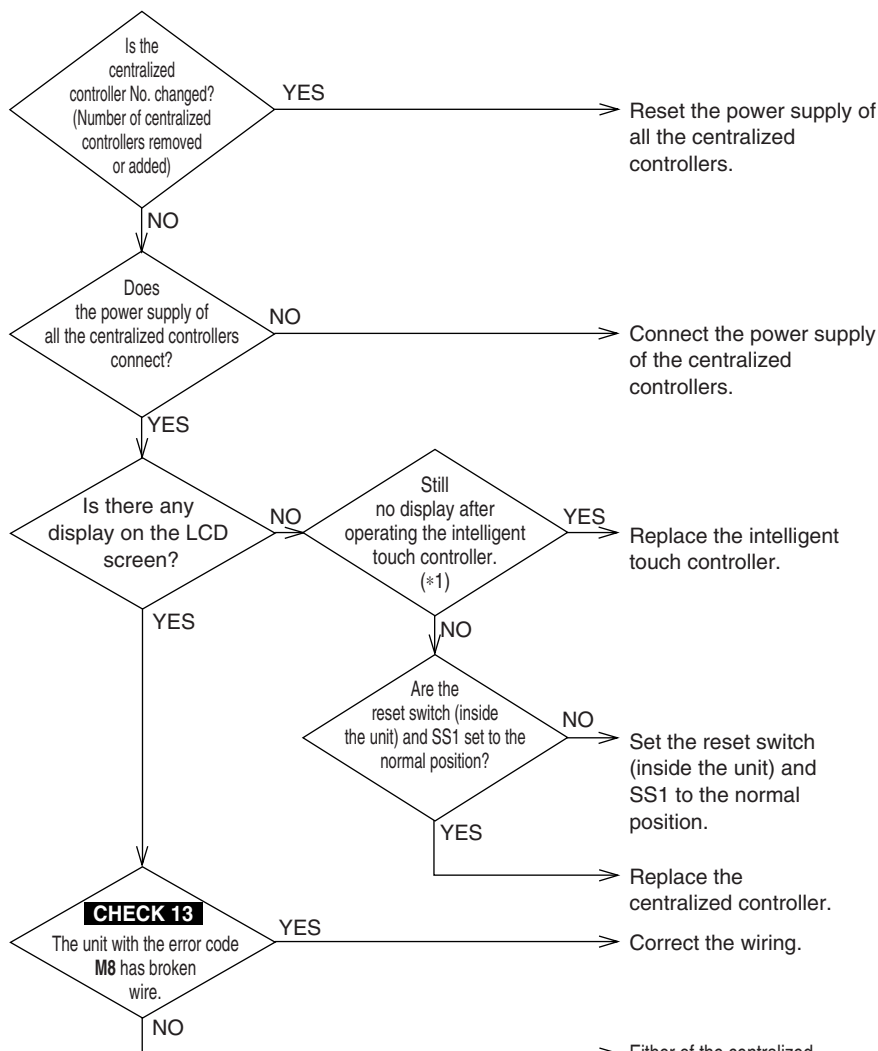 Is the
centralized
controller No. changed?
(Number of centralized
controllers removed
or added)
YES
Reset the power supply of
all the centralized
controllers.
NO
Does
the power supply of
all the centralized controllers
connect?
NO
Connect the power supply
of the centralized
controllers.
YES
Is there any
display on the LCD
screen?
NO
Still
no display after
operating the intelligent
touch controller.
(*1)
YES
Replace the intelligent
touch controller.
YES
NO
Are the
reset switch (inside
the unit) and SS1 set to the
normal position?
NO
Set the reset switch
(inside the unit) and
SS1 to the normal
position.
YES
Replace the
centralized controller.
CHECK 13
The unit with the error code
M8 has broken
wire.
YES
Correct the wiring.
NO
Either of the centralized